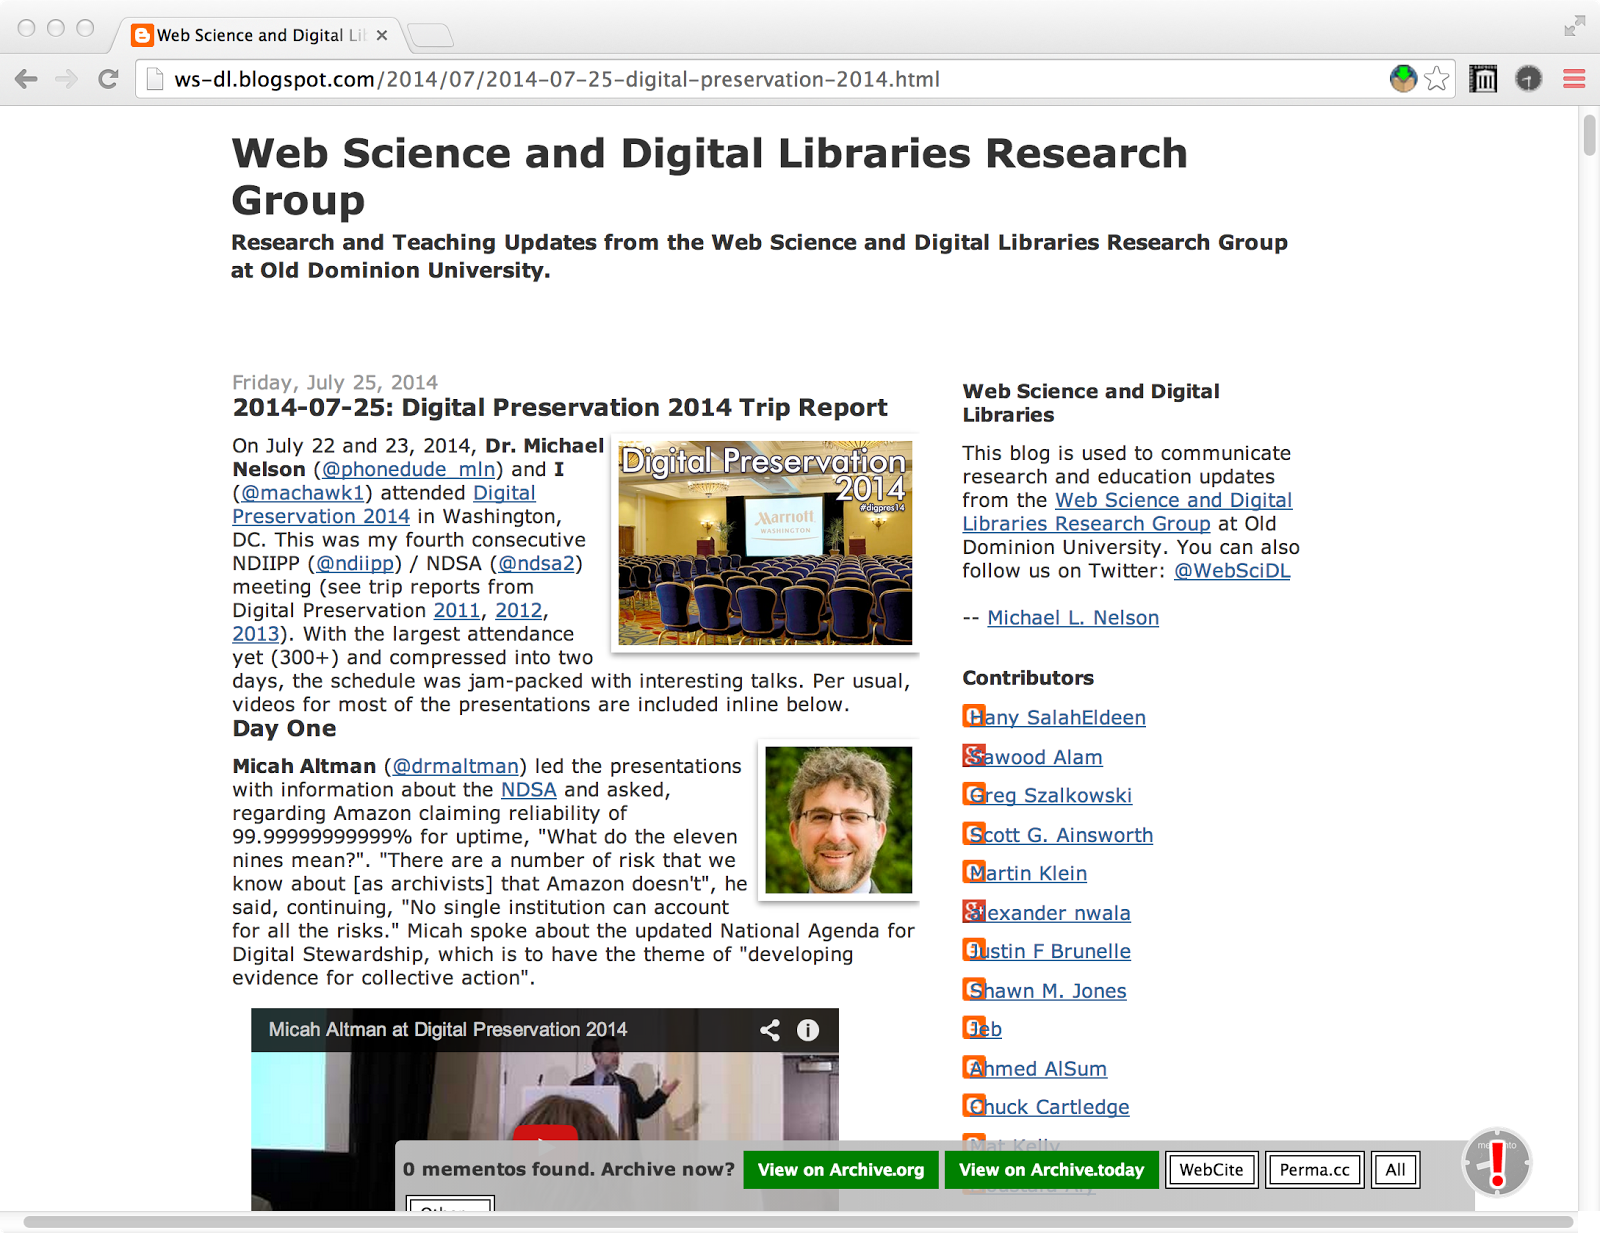 Web Science and Digital Lib
ws-dl.blogspot.com/2014/07/2014-07-25-digital-preservation-2014.html
Web Science and Digital Libraries Research
Group
Research and Teaching Updates from the Web Science and Digital Libraries Research Group
at Old Dominion University.
Friday, July 25, 2014
2014-07-25: Digital Preservation 2014 Trip Report
On July 22 and 23, 2014, Dr. Michael
Nelson (@phonedude_mln) and I
(@machawk1) attended Digital
Preservation 2014 in Washington,
DC. This was my fourth consecutive
NDIIPP (@ndiipp) / NDSA (@ndsa2)
meeting (see trip reports from
Digital Preservation 2011, 2012,
2013). With the largest attendance
yet (300+) and compressed into two
days, the schedule was jam-packed with interesting talks. Per usual,
videos for most of the presentations are included inline below.
Digital Preservation
2014
#digpres14
Marriott
WASHINGTON
Day One
Micah Altman (@drmaltman) led the presentations
with information about the NDSA and asked,
regarding Amazon claiming reliability of
99.99999999999% for uptime, "What do the eleven
nines mean?". "There are a number of risk that we
know about [as archivists] that Amazon doesn't", he
said, continuing, "No single institution can account
for all the risks." Micah spoke about the updated National Agenda for
Digital Stewardship, which is to have the theme of "developing
evidence for collective action".
Micah Altman at Digital Preservation 2014
Web Science and Digital
Libraries
This blog is used to communicate
research and education updates
from the Web Science and Digital
Libraries Research Group at Old
Dominion University. You can also
follow us on Twitter: @WebSciDL
-- Michael L. Nelson
Contributors
Hany SalahEldeen
Sawood Alam
Greg Szalkowski
Scott G. Ainsworth
Martin Klein
alexander nwala
Justin F Brunelle
Shawn M. Jones
Jeb
Ahmed AlSum
Chuck Cartledge
Mat Kelly
0 mementos found. Archive now? View on Archive.org View on Archive.today WebCite Perma.cc All